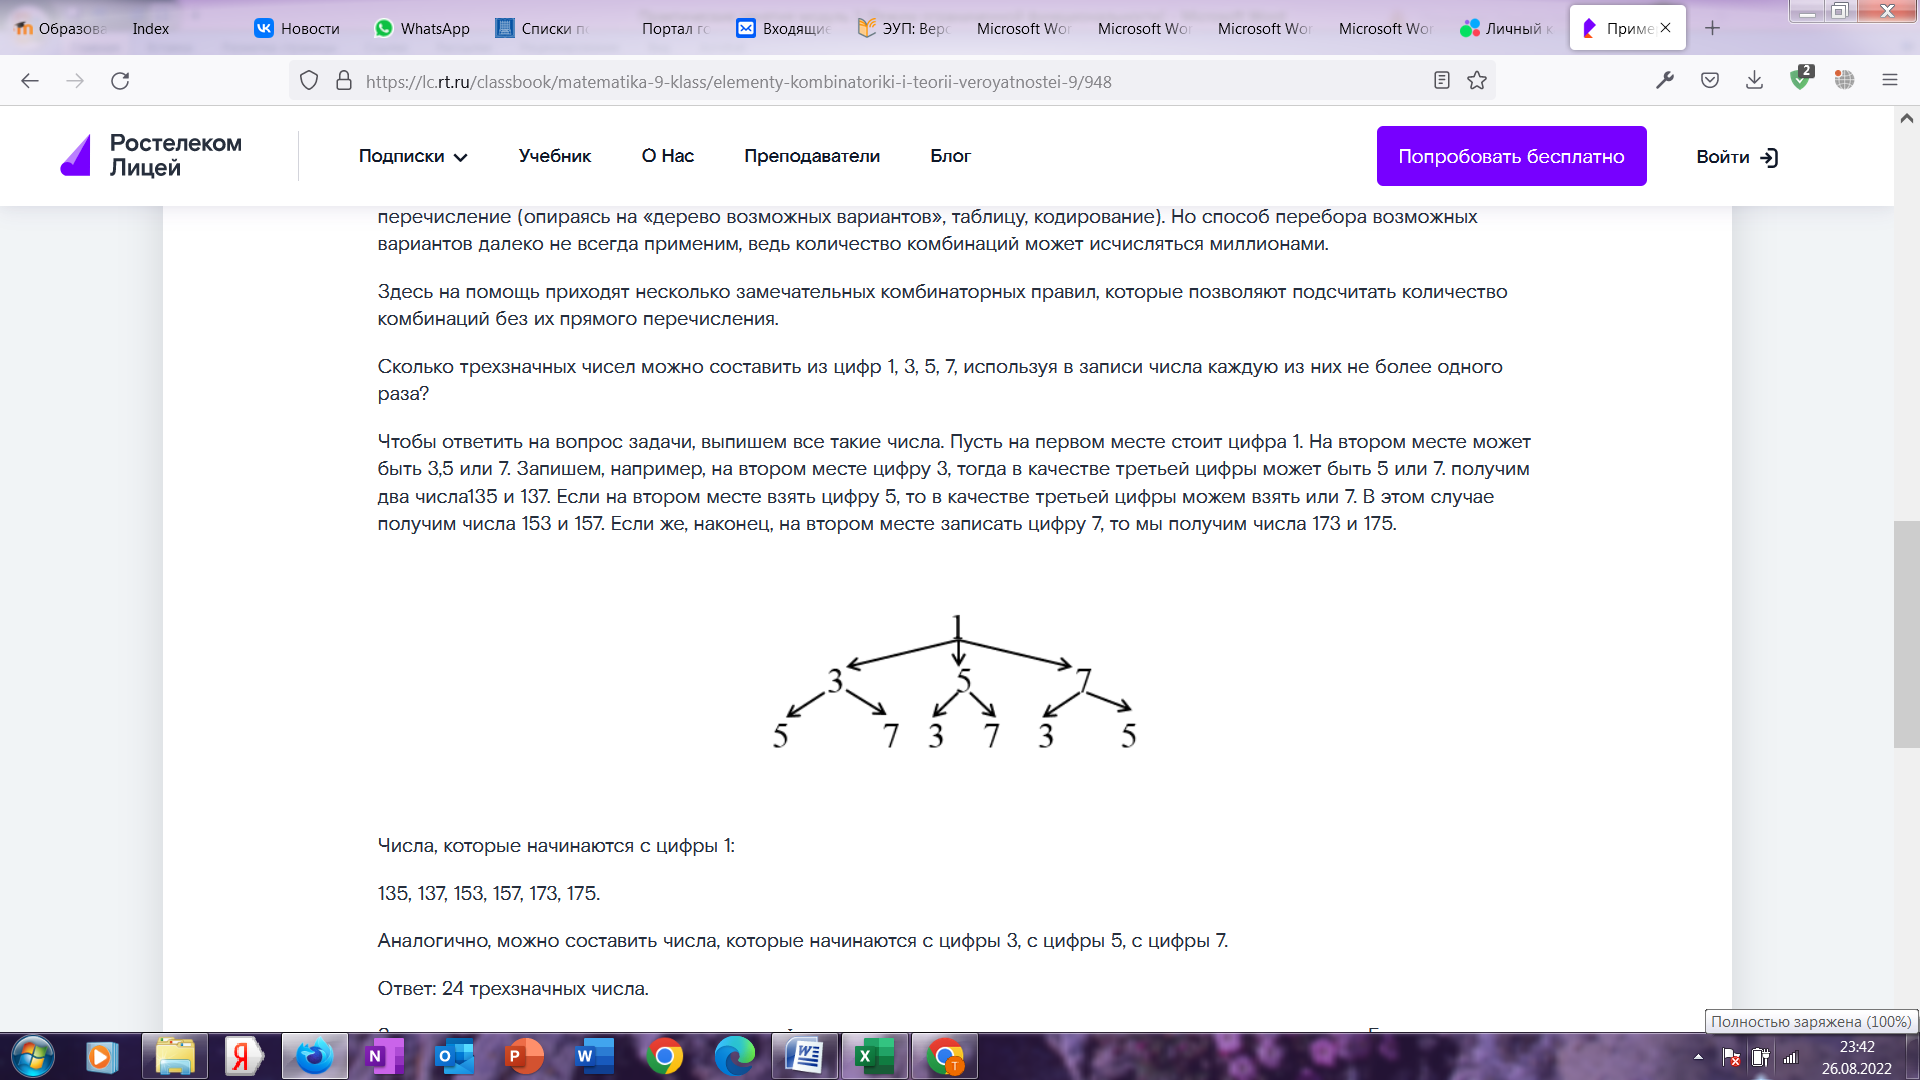 Образова Index Новости WhatsApp Списки по Портал го Входящие ЭУП: Верс Microsoft Wor Microsoft Wor Microsoft Wor Microsoft Wor Личный к Приме
https://lc.rt.ru/classbook/matematika-9-klass/elementy-kombinatoriki-i-teorii-veroyatnostei-9/948 2
Ростелеком
Лицей
Подписки Учебник О Нас Преподаватели Блог Попробовать бесплатно Войти
перечисление (опираясь на «дерево возможных вариантов», таблицу, кодирование). Но способ перебора возможных
вариантов далеко не всегда применим, ведь количество комбинаций может исчисляться миллионами.
Здесь на помощь приходят несколько замечательных комбинаторных правил, которые позволяют подсчитать количество
комбинаций без их прямого перечисления.
Сколько трехзначных чисел можно составить из цифр 1, 3, 5, 7, используя в записи числа каждую из них не более одного
раза?
Чтобы ответить на вопрос задачи, выпишем все такие числа. Пусть на первом месте стоит цифра 1. На втором месте может
быть 3,5 или 7. Запишем, например, на втором месте цифру 3, тогда в качестве третьей цифры может быть 5 или 7. получим
два числа135 и 137. Если на втором месте взять цифру 5, то в качестве третьей цифры можем взять или 7. В этом случае
получим числа 153 и 157. Если же, наконец, на втором месте записать цифру 7, то мы получим числа 173 и 175.
1
3 5 7
5 7 3 7 3 5
Числа, которые начинаются с цифры 1:
135, 137, 153, 157, 173, 175.
Аналогично, можно составить числа, которые начинаются с цифры 3, с цифры 5, с цифры 7.
Ответ: 24 трехзначных числа.
Полностью заряжена (100%)
23:42
26.08.2022